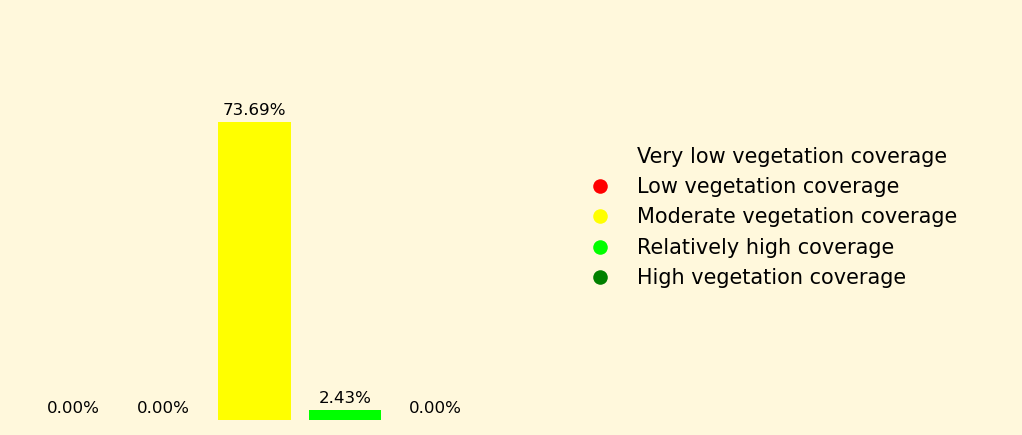 73.69%
2.43%
0.00%
0.00%
0.00%
Very low vegetation coverage
Low vegetation coverage
Moderate vegetation coverage
Relatively high coverage
High vegetation coverage